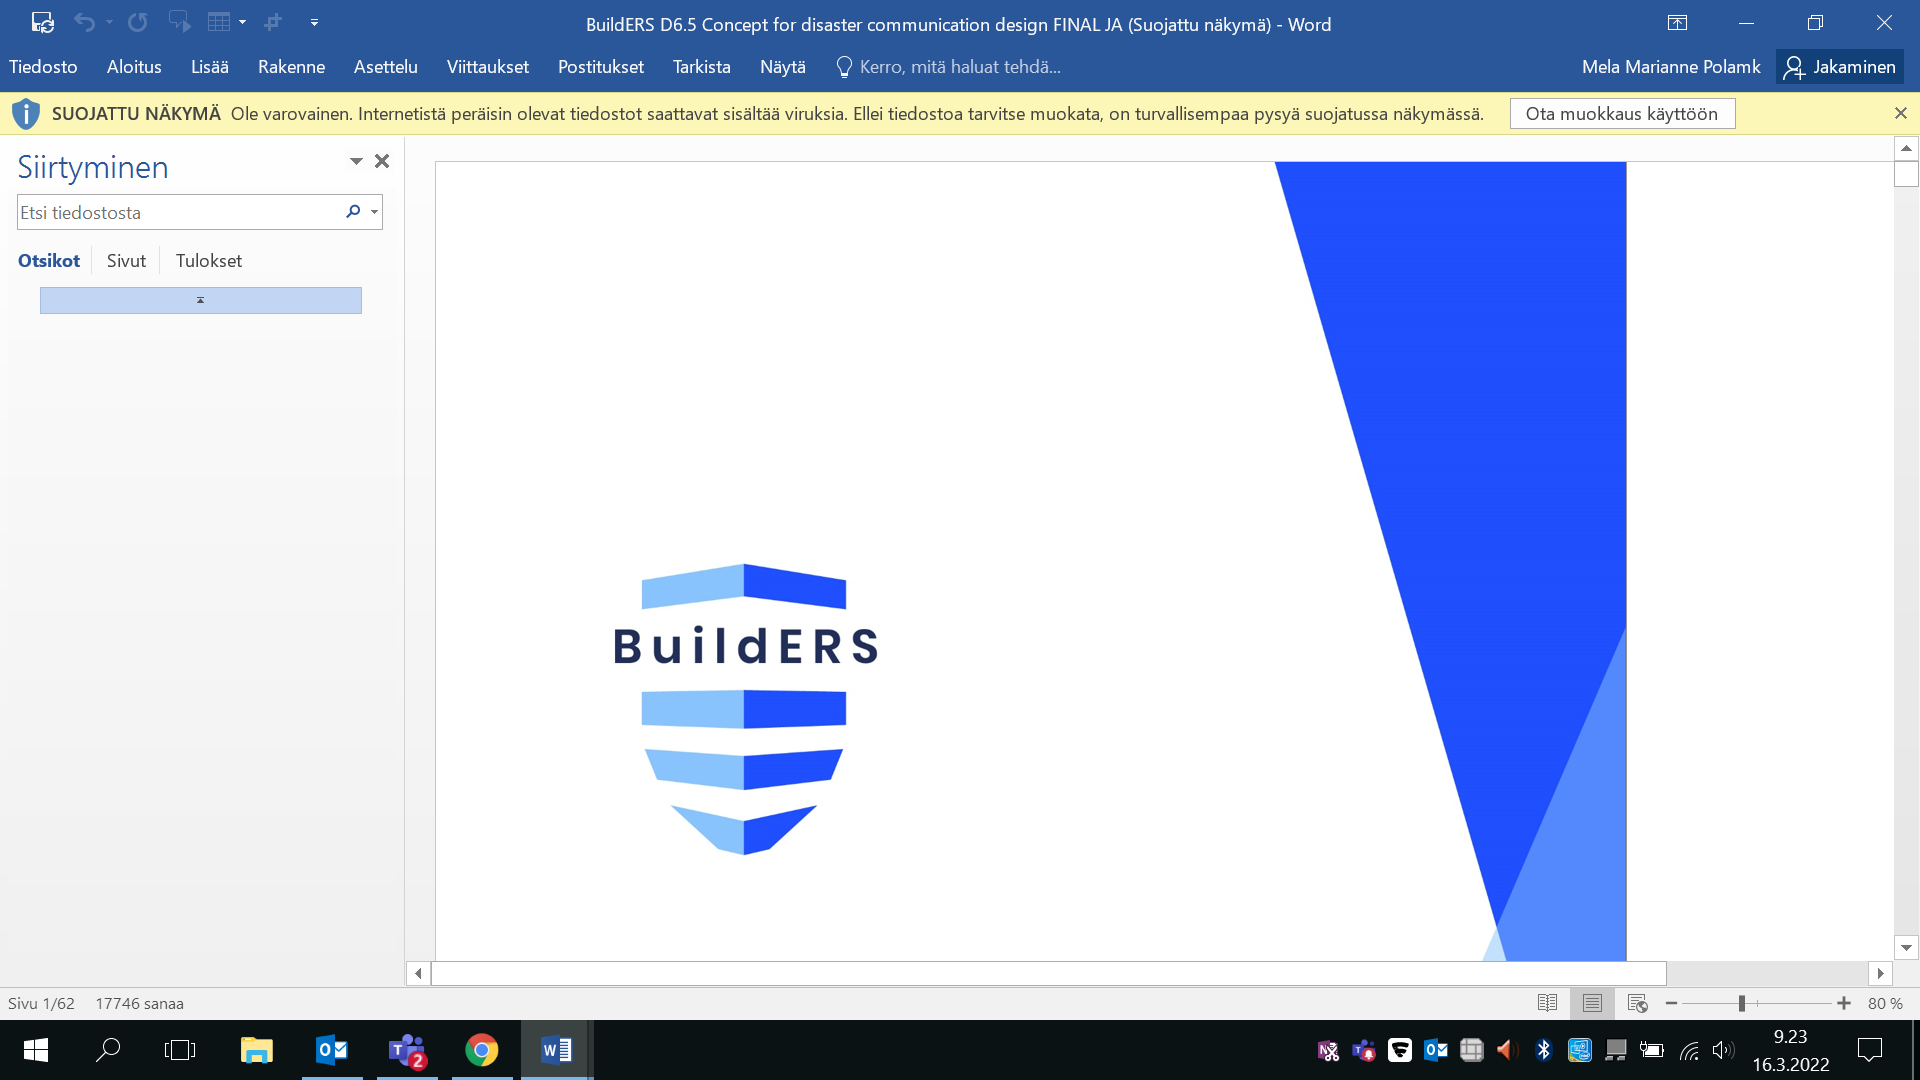 BuildERS D6.5 Concept for disaster communication design FINAL JA (Suojattu näkymä) - Word
Tiedosto Aloitus Lisää Rakenne Asettelu Viittaukset Postitukset Tarkista Näytä Kerro, mitä haluat tehdä... Mela Marianne Polamk Jakaminen
SUOJATTU NÄKYMÄ Ole varovainen. Internetistä peräisin olevat tiedostot saattavat sisältää viruksia. Ellei tiedostoa tarvitse muokata, on turvallisempaa pysyä suojatussa näkymässä. Ota muokkaus käyttöön
Siirtyminen
Etsi tiedostosta
Otsikot Sivut Tulokset
BuildERS
Sivu 1/62 17746 sanaa 80 %
2
9.23
16.3.2022